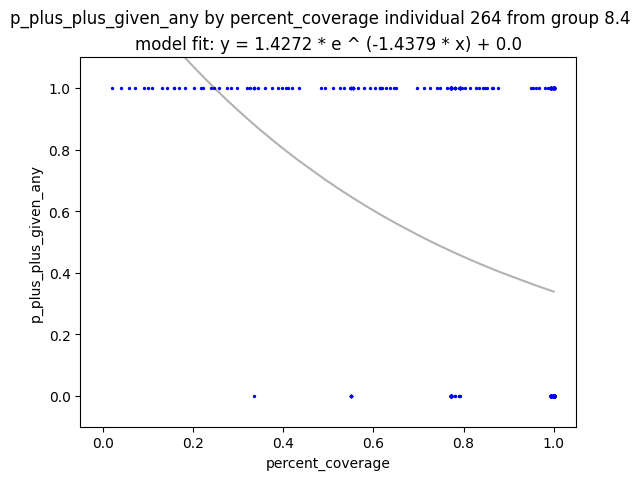 p_plus_plus_given_any by percent_coverage individual 264 from group 8.4
model fit: y = 1.4272 * e ^ (-1.4379 * x) + 0.0
1.0
0.8
0.6
0.4
0.2
0.0
p_plus_plus_given_any
0.0 0.2 0.4 0.6 0.8 1.0
percent_coverage